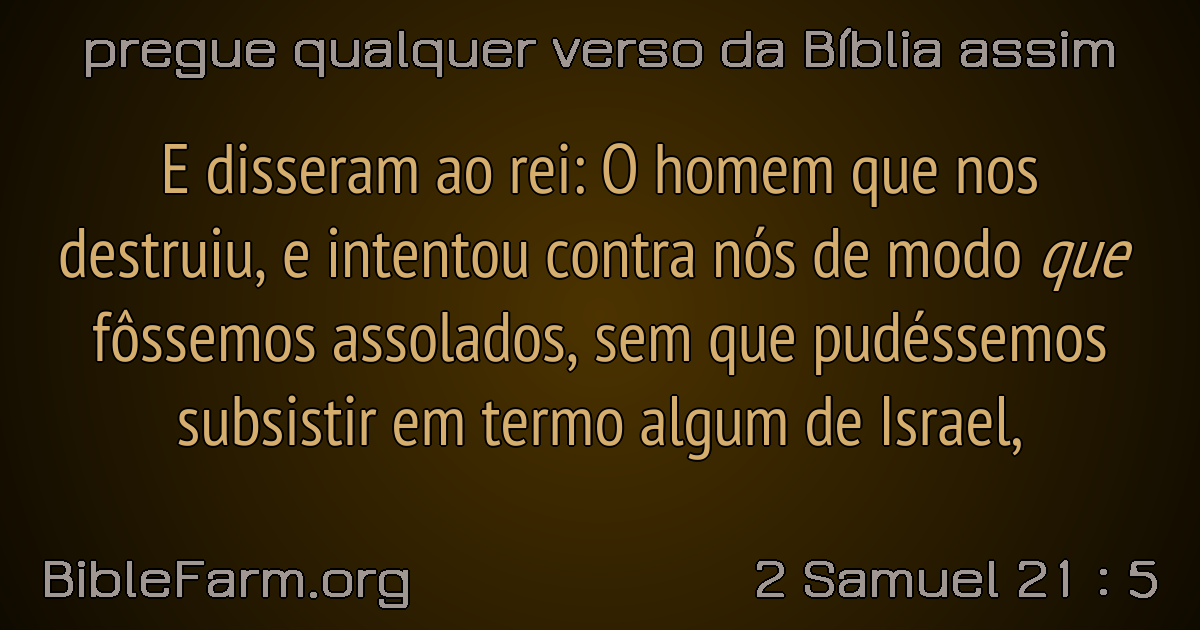 pregue qualquer verso da Bíblia assim
E disseram ao rei: O homem que nos
destruiu, e intentou contra nós de modo que
fôssemos assolados, sem que pudéssemos
subsistir em termo algum de Israel,
BibleFarm.org
2 Samuel 21 : 5